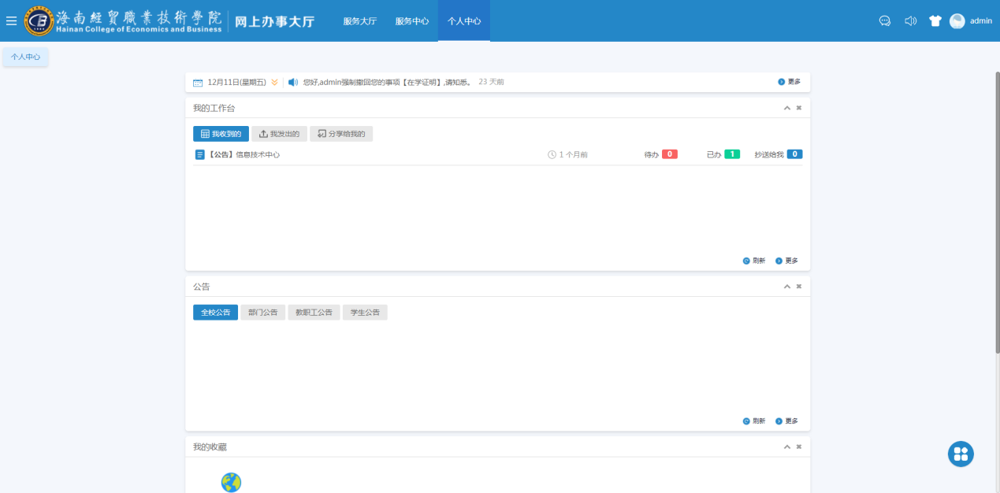 海南經貿職業技術學院
Hainan College of Economics and Business
1993
网上办事大厅
服务大厅 服务中心 个人中心 admin
个人中心
12月11日(星期五) 您好,admin强制撤回您的事项【在学证明】,请知悉。 23 天前 更多
我的工作台
我收到的 我发出的 分享给我的
【公告】信息技术中心 1 个月前 待办 0 已办 1 抄送给我 0
刷新 更多
公告
全校公告 部门公告 教职工公告 学生公告
刷新 更多
我的收藏